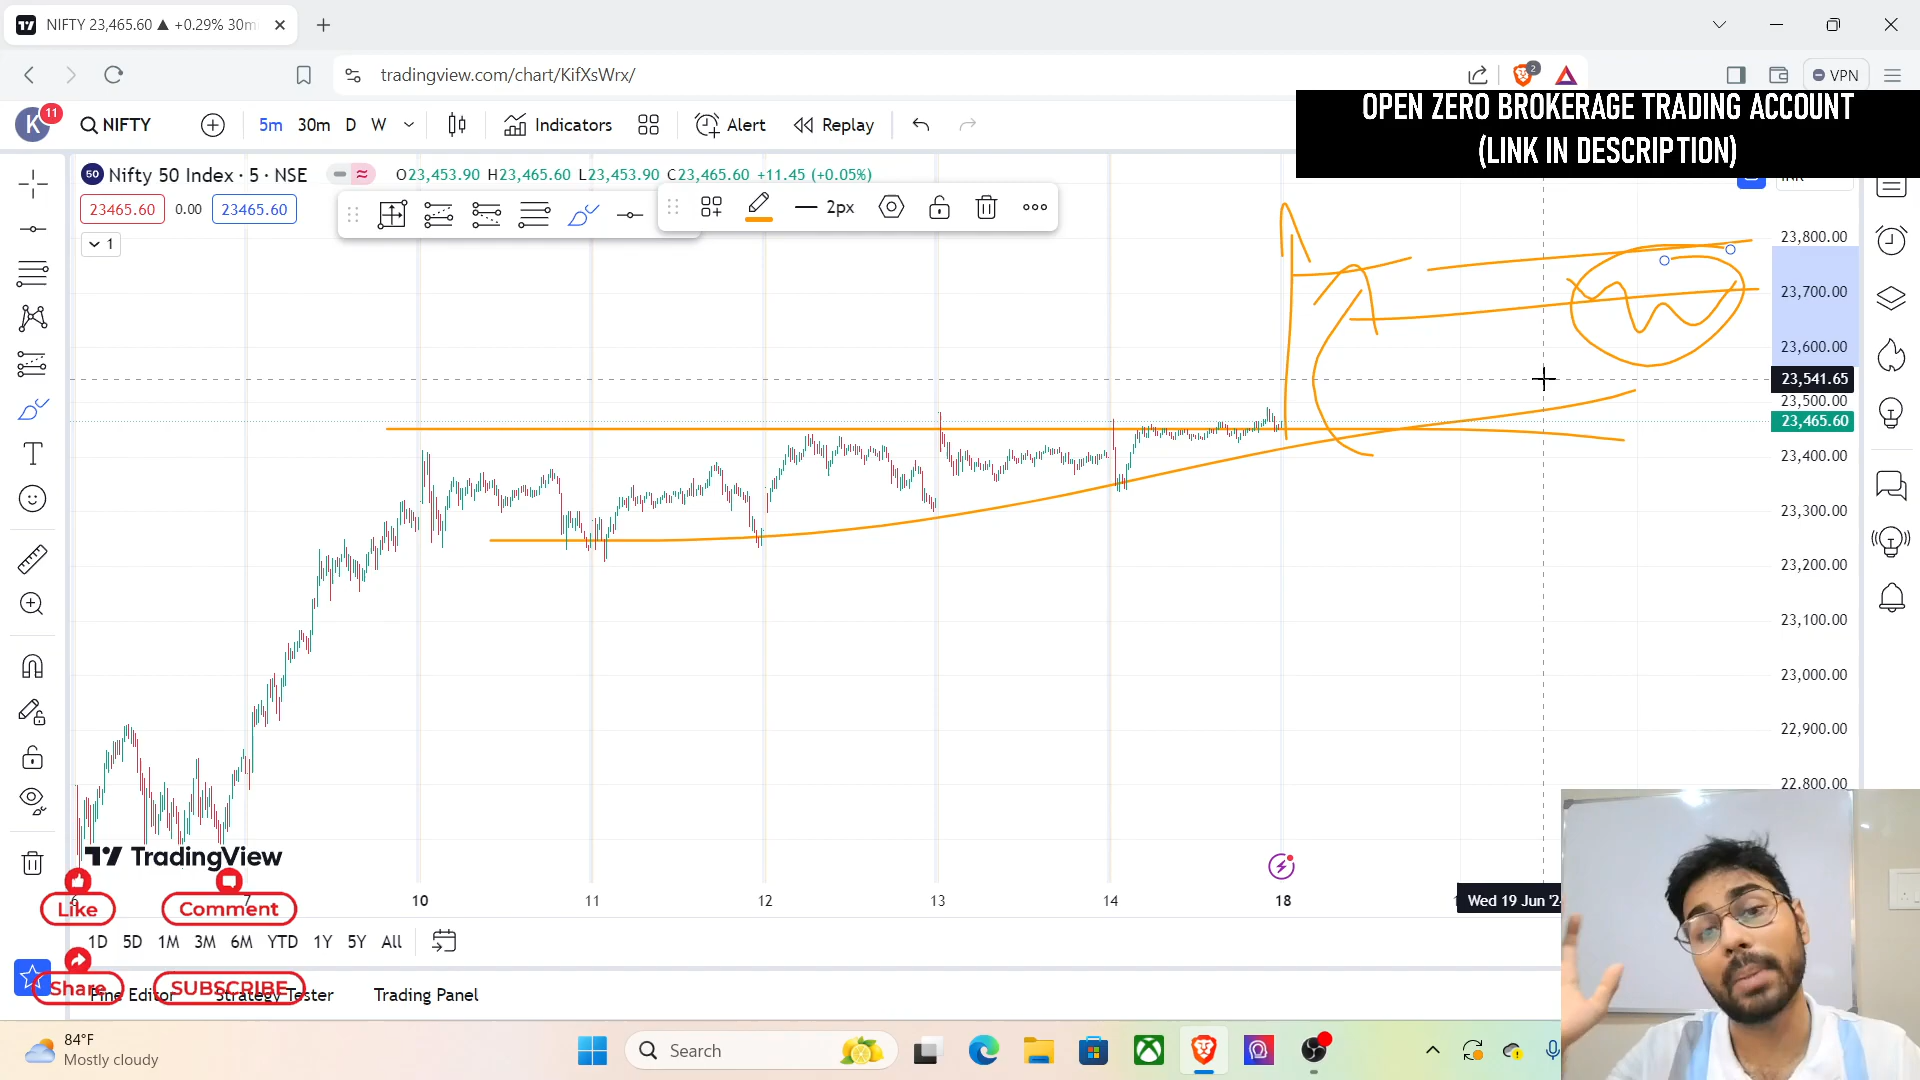 NIFTY 23,465.60 ▲ +0.29% 30m
tradingview.com/chart/KifXsWrx/
2
VPN
OPEN ZERO BROKERAGE TRADING ACCOUNT
(LINK IN DESCRIPTION)
K
11
NIFTY
5m
30m
D
W
Indicators
Alert
Replay
50
Nifty 50 Index · 5 · NSE
O23,453.90 H23,465.60 L23,453.90 C23,465.60 +11.45 (+0.05%)
23465.60
0.00
23465.60
2px
1
23,800.00
23,700.00
23,600.00
23,541.65
23,500.00
23,465.60
23,400.00
23,300.00
23,200.00
23,100.00
23,000.00
22,900.00
22,800.00
TradingView
7
10
11
12
13
14
18
Wed 19 Jun
Like
Comment
1D
5D
1M
3M
6M
YTD
1Y
5Y
All
Share
SUBSCRIBE
Pine Editor
Strategy Tester
Trading Panel
84°F
Mostly cloudy
Search